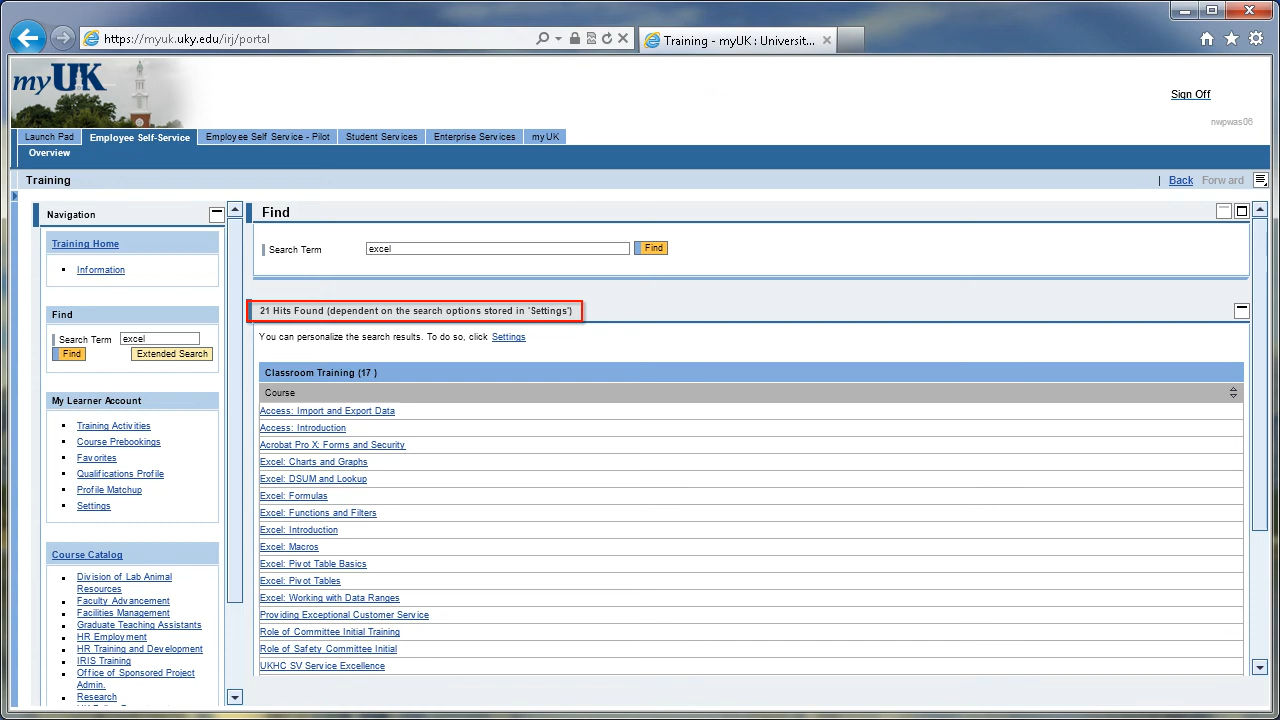 https://myuk.uky.edu/irj/portal
Training - myUK : Universit...
myUK
Sign Off
nwpwas06
Launch Pad
Employee Self-Service
Employee Self Service - Pilot
Student Services
Enterprise Services
myUK
Overview
Training
| Back Forward
Navigation
Training Home
Information
Find
Search Term excel
Find Extended Search
My Learner Account
Training Activities
Course Prebookings
Favorites
Qualifications Profile
Profile Matchup
Settings
Course Catalog
Division of Lab Animal
Resources
Faculty Advancement
Facilities Management
Graduate Teaching Assistants
HR Employment
HR Training and Development
IRIS Training
Office of Sponsored Project
Admin.
Research
Find
Search Term excel Find
21 Hits Found (dependent on the search options stored in 'Settings')
You can personalize the search results. To do so, click Settings
Classroom Training (17 )
Course
Access: Import and Export Data
Access: Introduction
Acrobat Pro X: Forms and Security
Excel: Charts and Graphs
Excel: DSUM and Lookup
Excel: Formulas
Excel: Functions and Filters
Excel: Introduction
Excel: Macros
Excel: Pivot Table Basics
Excel: Pivot Tables
Excel: Working with Data Ranges
Providing Exceptional Customer Service
Role of Committee Initial Training
Role of Safety Committee Initial
UKHC SV Service Excellence